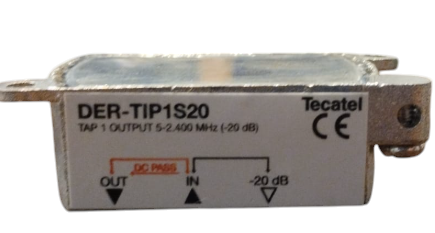 DER-TIP1S20 Tecatel
TAP 1 OUTPUT 5-2.400 MHz (-20 dB) CE
DC PASS
OUT IN -20 dB